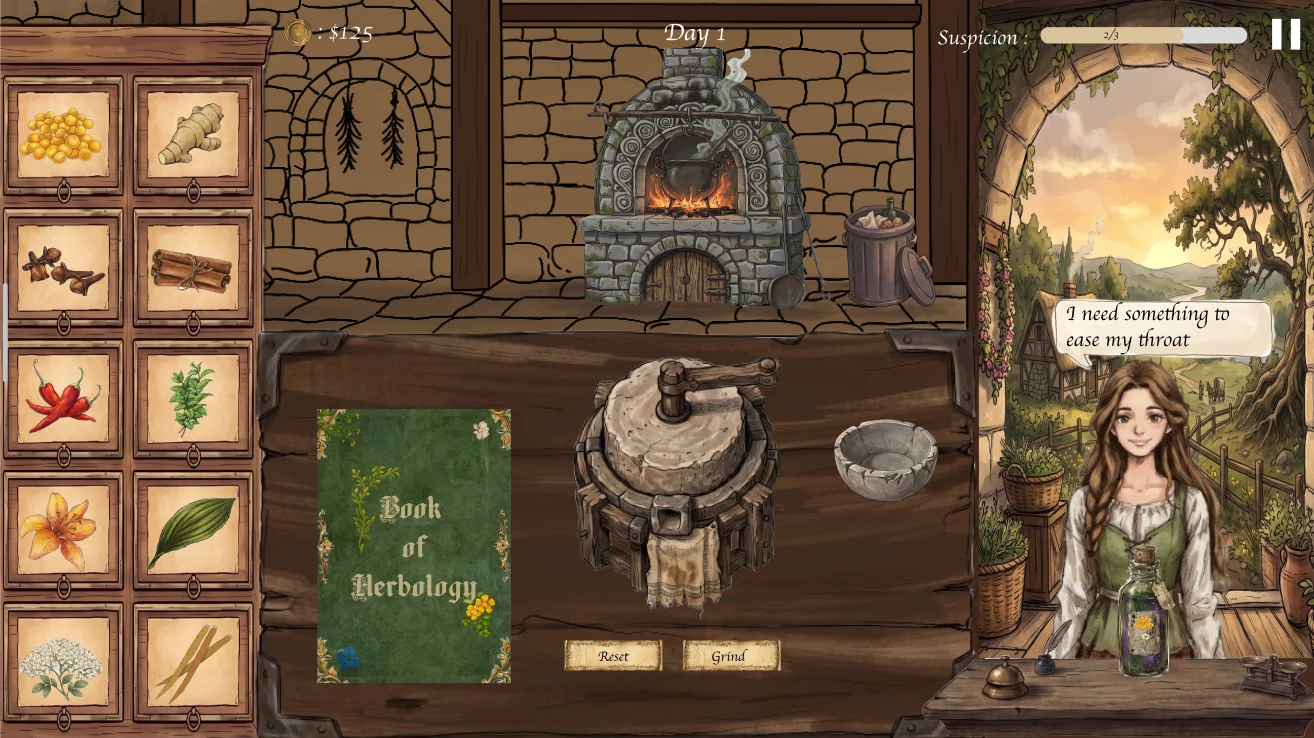 : $125
Day 1
Suspicion :
2/3
I need something to
ease my throat
Book
of
Herbology
Reset
Grind